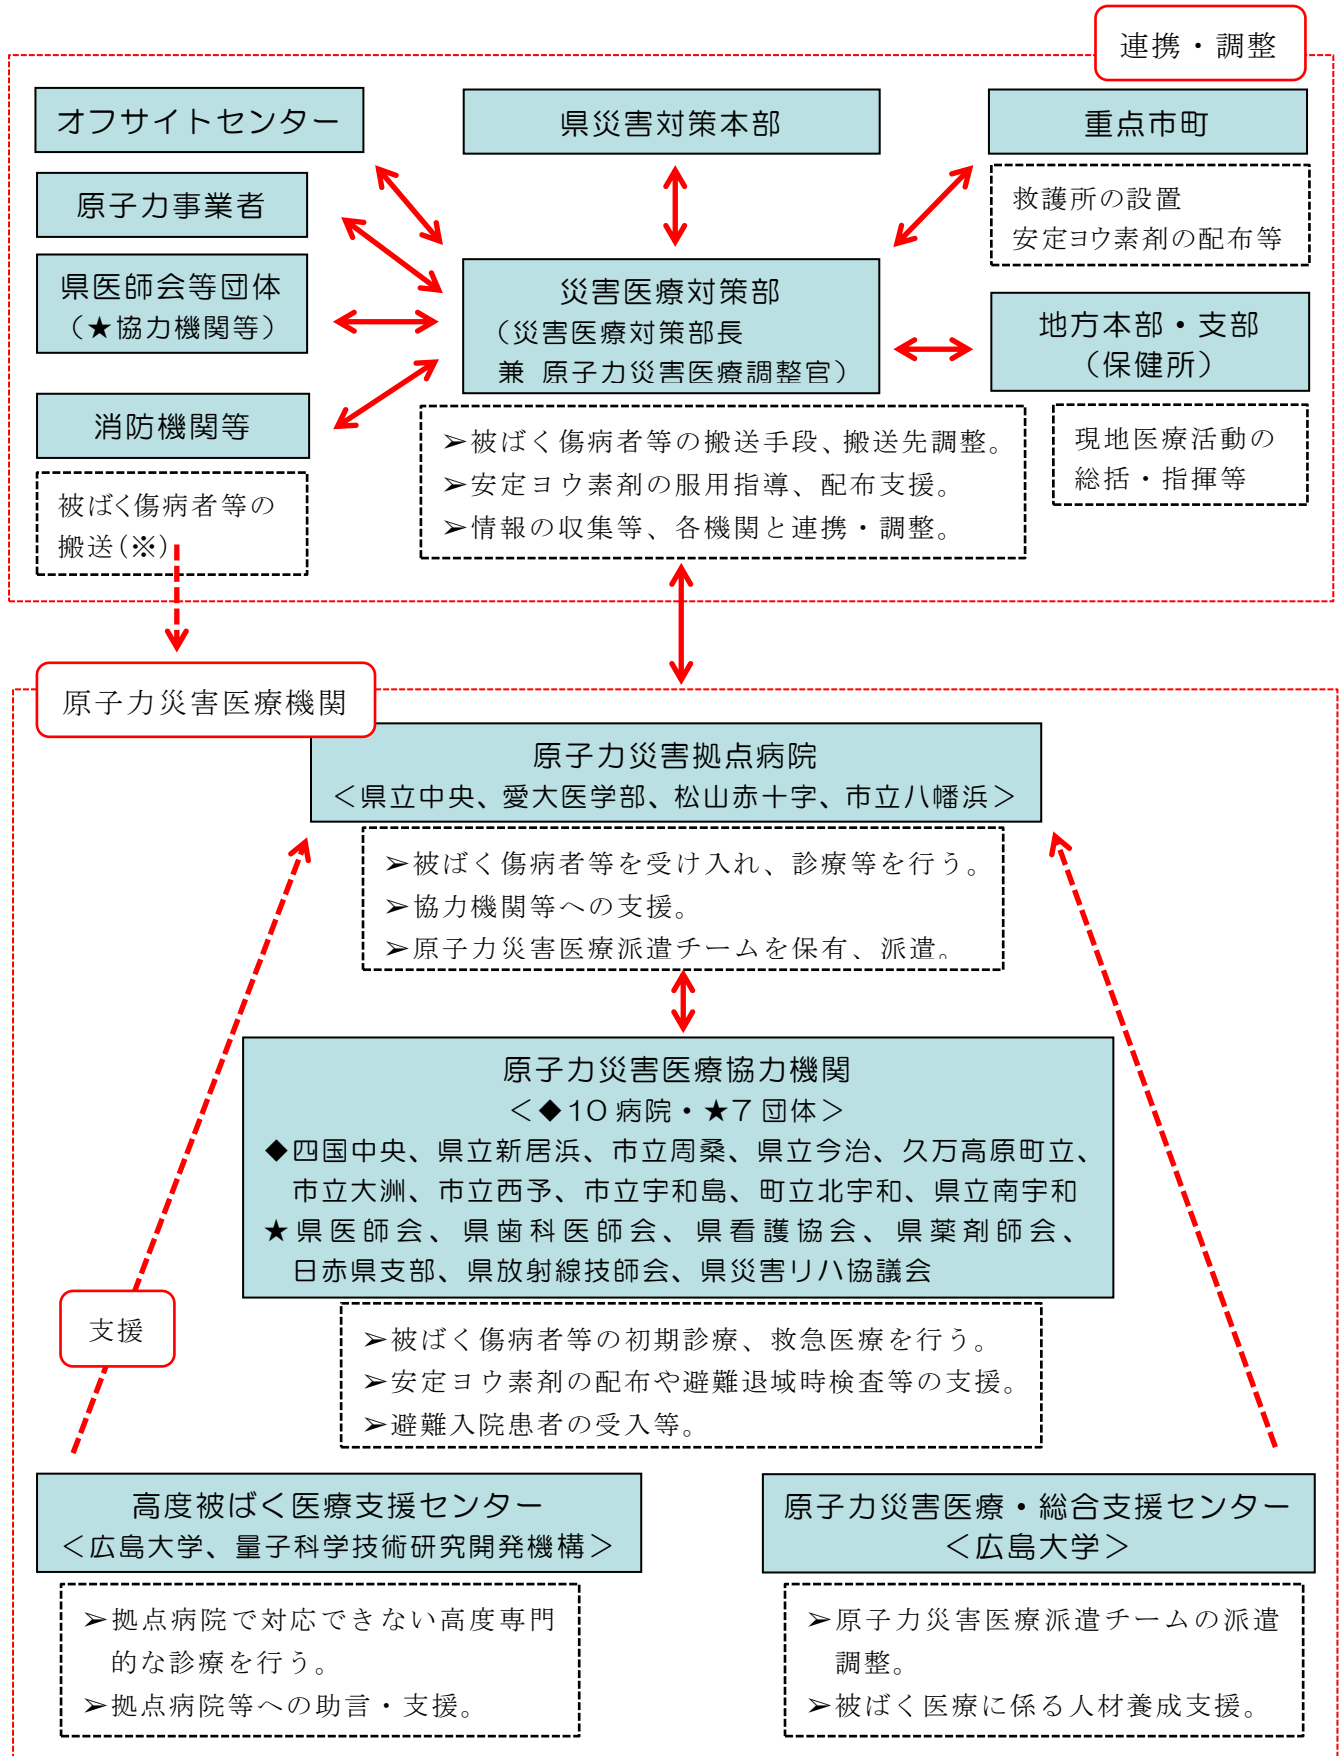 連携・調整
オフサイトセンター
県災害対策本部
重点市町
原子力事業者
救護所の設置
安定ヨウ素剤の配布等
県医師会等団体
（★協力機関等）
災害医療対策部
（災害医療対策部長
兼 原子力災害医療調整官）
地方本部・支部
（保健所）
消防機関等
➢被ばく傷病者等の搬送手段、搬送先調整。
➢安定ヨウ素剤の服用指導、配布支援。
➢情報の収集等、各機関と連携・調整。
現地医療活動の
総括・指揮等
被ばく傷病者等の
搬送(※)
原子力災害医療機関
原子力災害拠点病院
＜県立中央、愛大医学部、松山赤十字、市立八幡浜＞
➢被ばく傷病者等を受け入れ、診療等を行う。
➢協力機関等への支援。
➢原子力災害医療派遣チームを保有、派遣。
原子力災害医療協力機関
＜◆10 病院・★7 団体＞
◆四国中央、県立新居浜、市立周桑、県立今治、久万高原町立、
市立大洲、市立西予、市立宇和島、町立北宇和、県立南宇和
★県医師会、県歯科医師会、県看護協会、県薬剤師会、
日赤県支部、県放射線技師会、県災害リハ協議会
支援
➢被ばく傷病者等の初期診療、救急医療を行う。
➢安定ヨウ素剤の配布や避難退域時検査等の支援。
➢避難入院患者の受入等。
高度被ばく医療支援センター
＜広島大学、量子科学技術研究開発機構＞
➢拠点病院で対応できない高度専門
的な診療を行う。
➢拠点病院等への助言・支援。
原子力災害医療・総合支援センター
＜広島大学＞
➢原子力災害医療派遣チームの派遣
調整。
➢被ばく医療に係る人材養成支援。